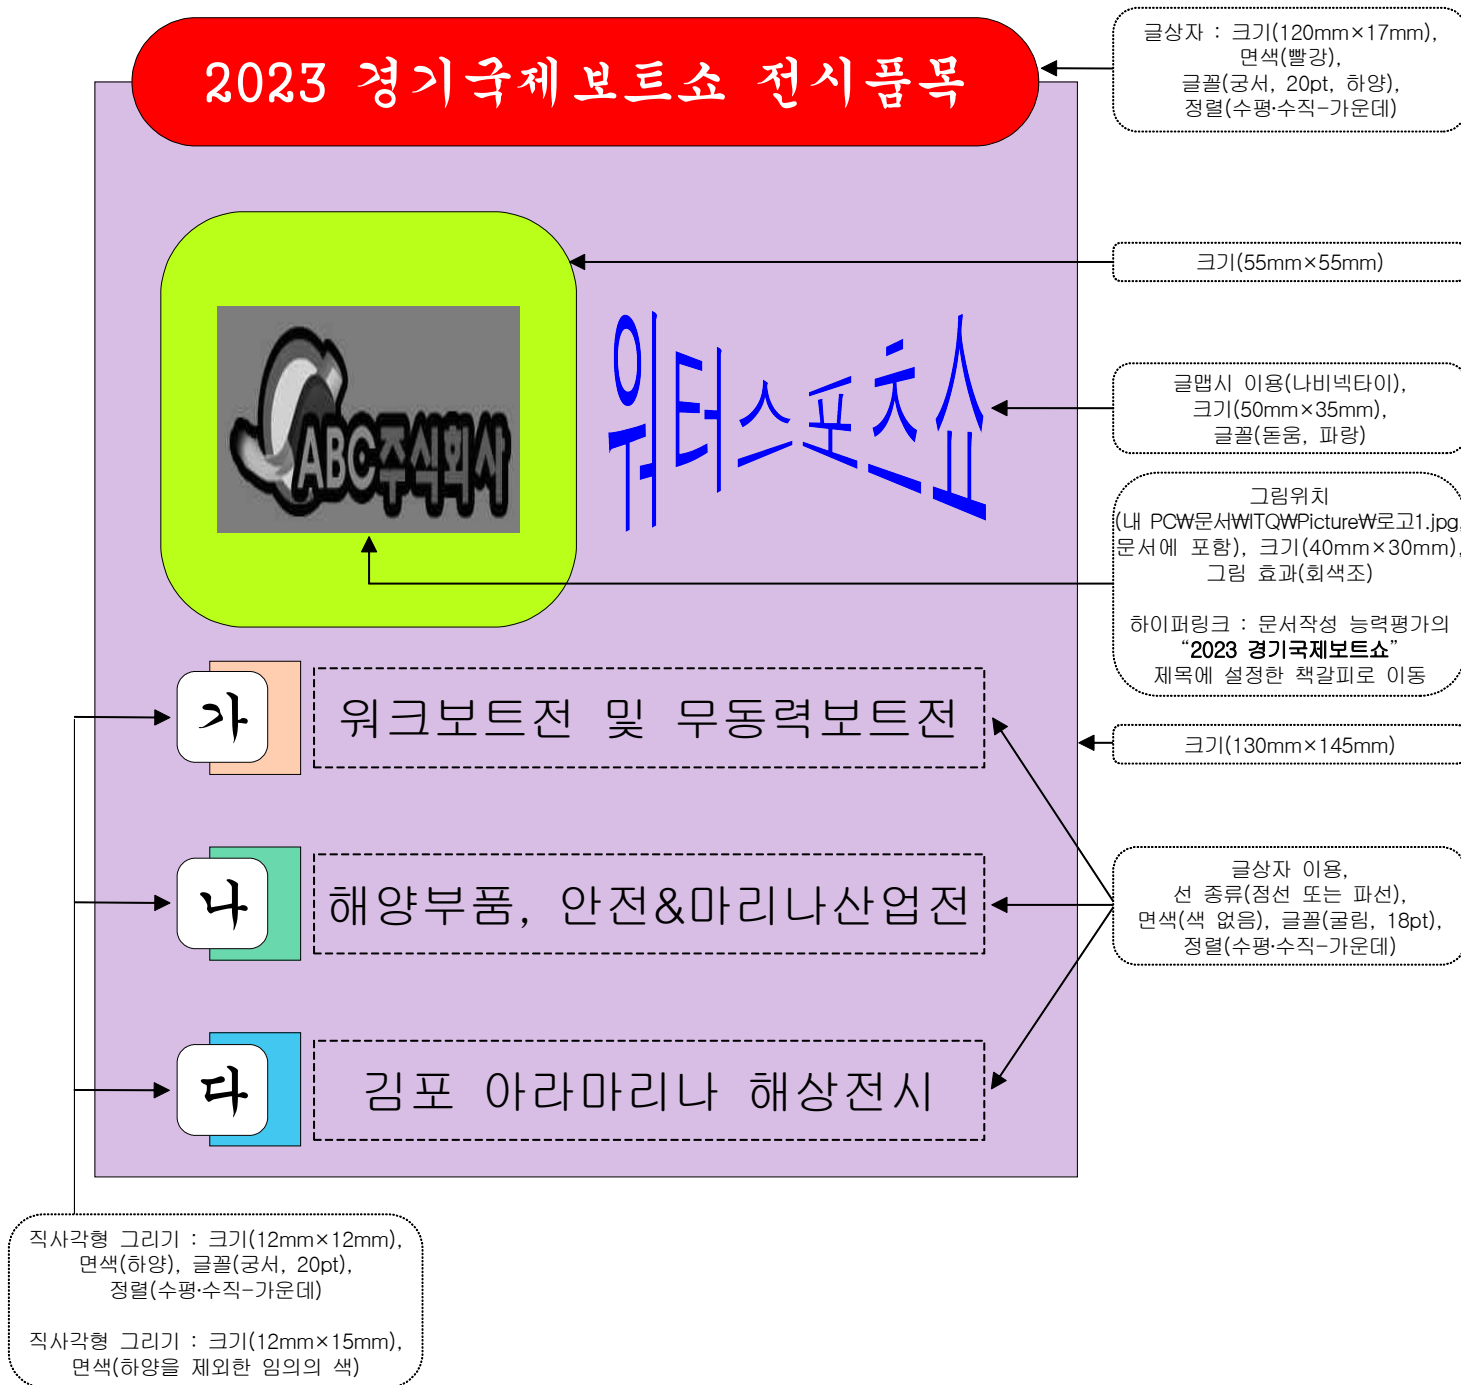 2023 경기국제보트쇼 전시품목
글상자 : 크기(120mm×17mm),
면색(빨강),
글꼴(궁서, 20pt, 하양),
정렬(수평·수직-가운데)
크기(55mm×55mm)
ABC주식회사
워터스포츠쇼
글맵시 이용(나비넥타이),
크기(50mm×35mm),
글꼴(돋움, 파랑)
그림위치
(내 PC₩문서₩ITQ₩Picture₩로고1.jpg,
문서에 포함), 크기(40mm×30mm),
그림 효과(회색조)
하이퍼링크 : 문서작성 능력평가의
“2023 경기국제보트쇼”
제목에 설정한 책갈피로 이동
가
워크보트전 및 무동력보트전
크기(130mm×145mm)
나
해양부품, 안전&마리나산업전
글상자 이용,
선 종류(점선 또는 파선),
면색(색 없음), 글꼴(굴림, 18pt),
정렬(수평·수직-가운데)
다
김포 아라마리나 해상전시
직사각형 그리기 : 크기(12mm×12mm),
면색(하양), 글꼴(궁서, 20pt),
정렬(수평·수직-가운데)
직사각형 그리기 : 크기(12mm×15mm),
면색(하양을 제외한 임의의 색)